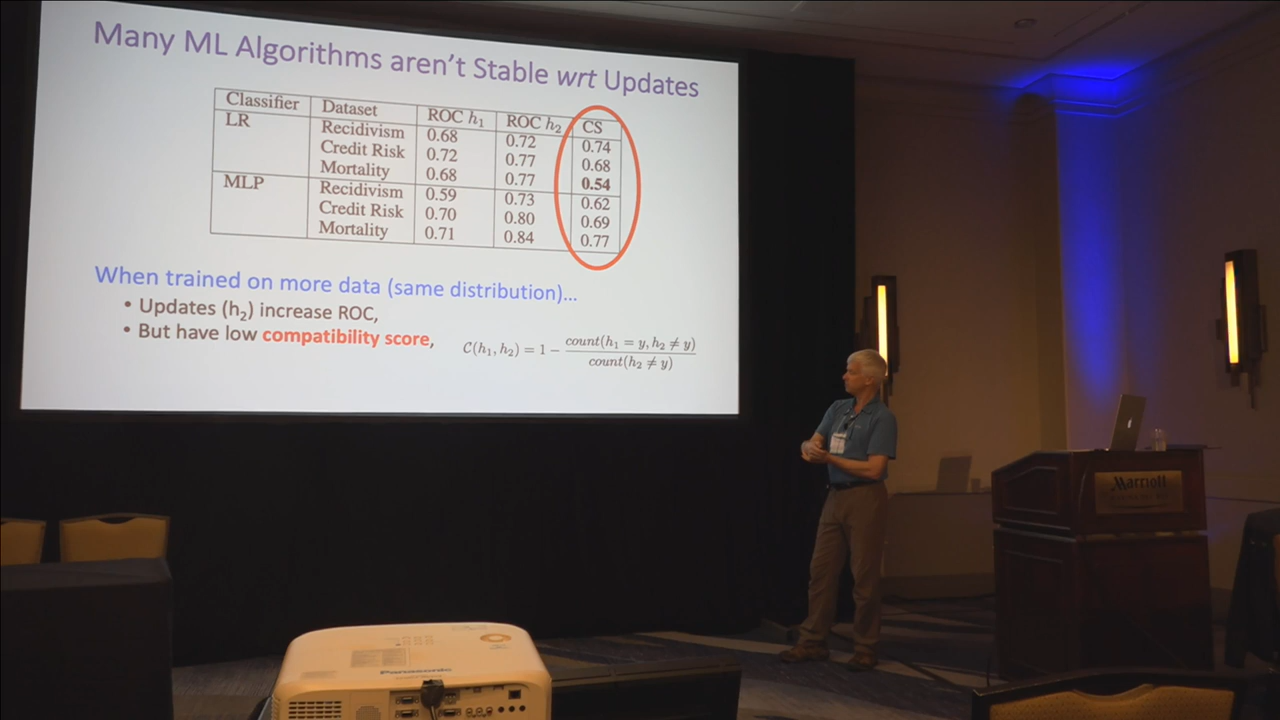 Many ML Algorithms aren't Stable wrt Updates
Classifier Dataset ROC h₁ ROC h₂ CS
LR Recidivism 0.68 0.72 0.74
Credit Risk 0.72 0.77 0.68
Mortality 0.68 0.77 0.54
MLP Recidivism 0.59 0.73 0.62
Credit Risk 0.70 0.80 0.69
Mortality 0.71 0.84 0.77
When trained on more data (same distribution)…
• Updates (h₂) increase ROC,
• But have low compatibility score,
C(h₁, h₂) = 1 − count(h₁ = y, h₂ ≠ y) / count(h₂ ≠ y)
Marriott
Panasonic